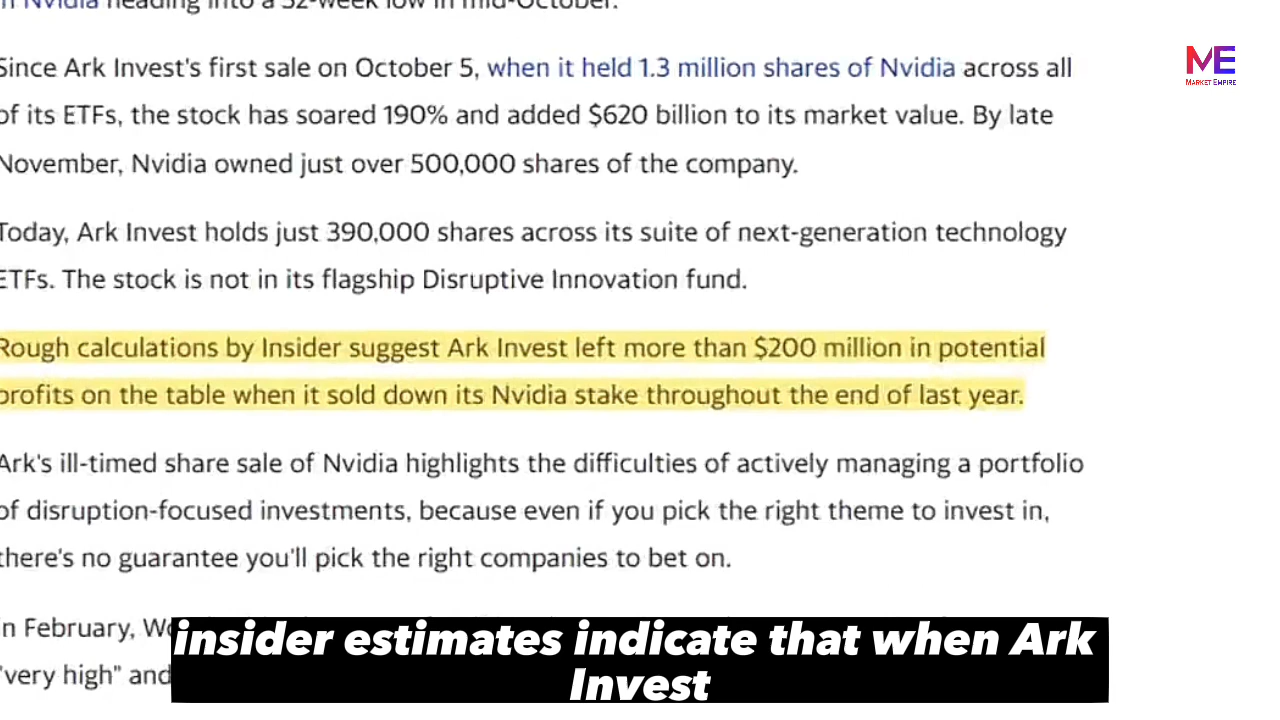 in Nvidia heading into a 52-week low in mid-October.
ME
MARKET EMPIRE
Since Ark Invest's first sale on October 5, when it held 1.3 million shares of Nvidia across all
of its ETFs, the stock has soared 190% and added $620 billion to its market value. By late
November, Nvidia owned just over 500,000 shares of the company.
Today, Ark Invest holds just 390,000 shares across its suite of next-generation technology
ETFs. The stock is not in its flagship Disruptive Innovation fund.
Rough calculations by Insider suggest Ark Invest left more than $200 million in potential
profits on the table when it sold down its Nvidia stake throughout the end of last year.
Ark's ill-timed share sale of Nvidia highlights the difficulties of actively managing a portfolio
of disruption-focused investments, because even if you pick the right theme to invest in,
there's no guarantee you'll pick the right companies to bet on.
In February,
"very high" and
insider estimates indicate that when Ark
Invest